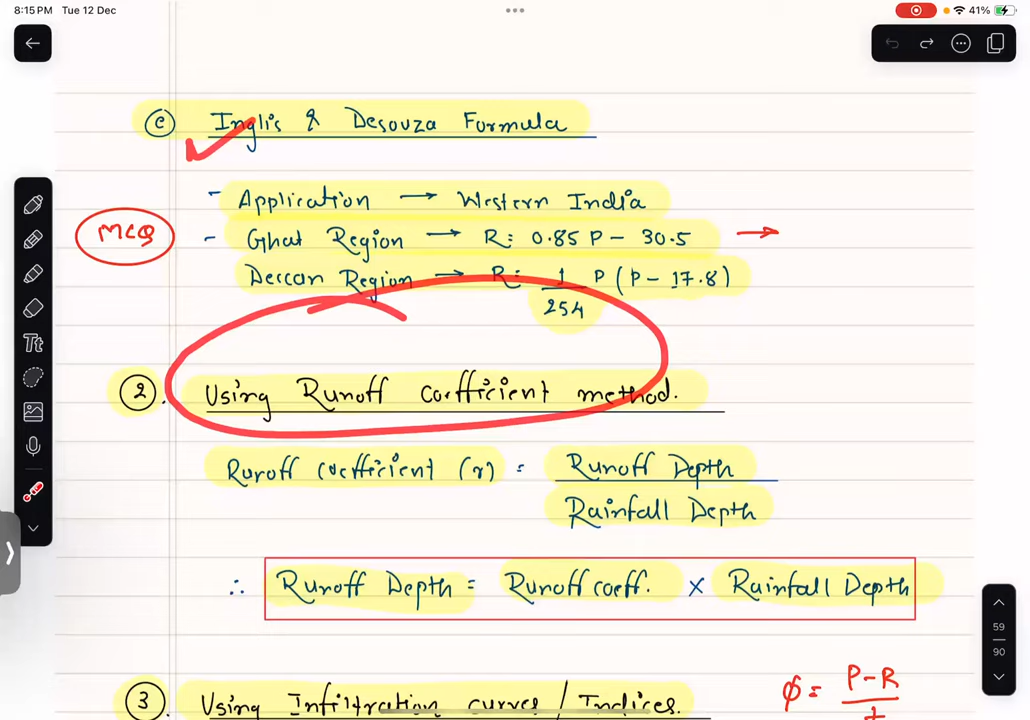 8:15 PM Tue 12 Dec
41%
(c) Inglis & Desouza Formula
- Application → Western India
MCQ
- Ghat Region → R = 0.85 P - 30.5 →
Deccan Region → R = 1/254 P (P - 17.8)
(2). Using Runoff coefficient method.
Runoff coefficient (r) = Runoff Depth
Rainfall Depth
∴ Runoff Depth = Runoff coeff. × Rainfall Depth
(3) Using Infiltration curves / Indices.
φ = P-R
t
Tt
59
90